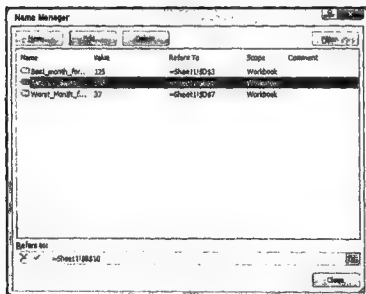 Name Manager
New... Edit... Delete Filter
Name Value Refers To Scope Comment
Best_month_for... 125 =Sheet1!$D$3 Workbook
Worst_Month_f... 37 =Sheet1!$D$7 Workbook
Refers to:
=Sheet1!$B$10
Close